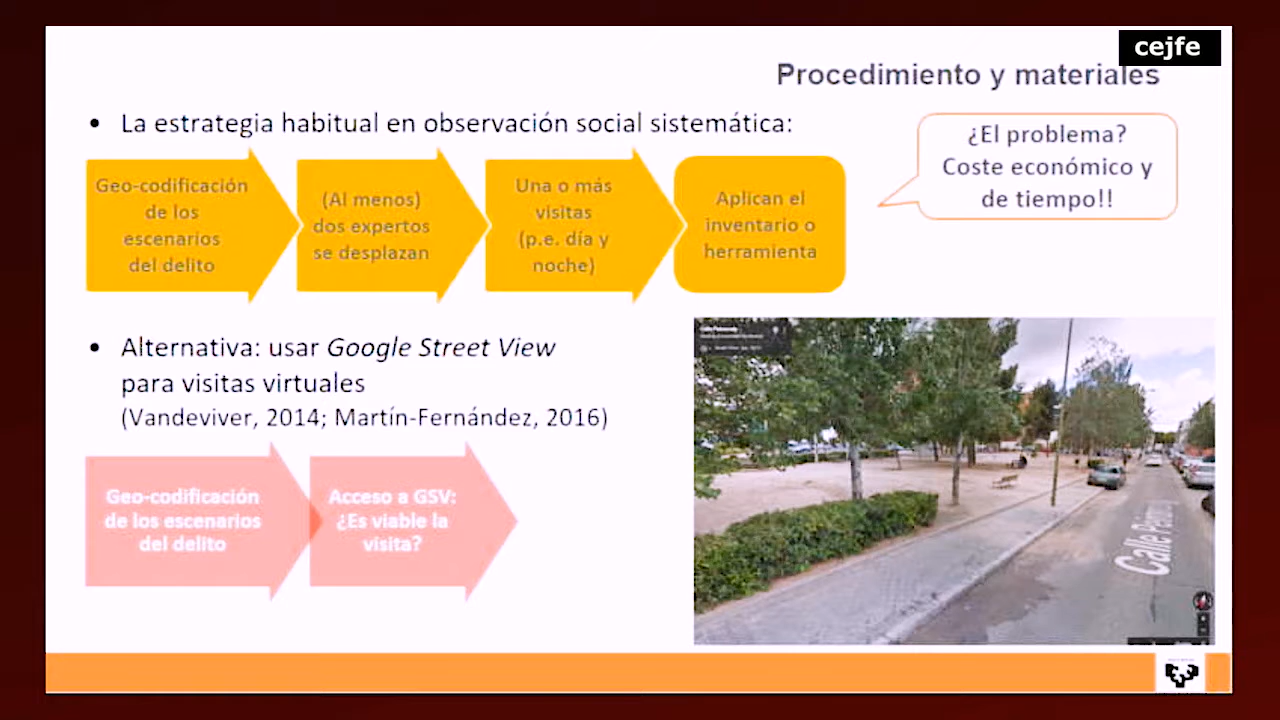 cejfe
Procedimiento y materiales
• La estrategia habitual en observación social sistemática:
¿El problema?
Coste económico y
de tiempo!!
Geo-codificación
de los
escenarios
del delito
(Al menos)
dos expertos
se desplazan
Una o más
visitas
(p.e. día y
noche)
Aplican el
inventario o
herramienta
• Alternativa: usar Google Street View
para visitas virtuales
(Vandeviver, 2014; Martín-Fernández, 2016)
Geo-codificación
de los escenarios
del delito
Acceso a GSV:
¿Es viable la
visita?
Calle